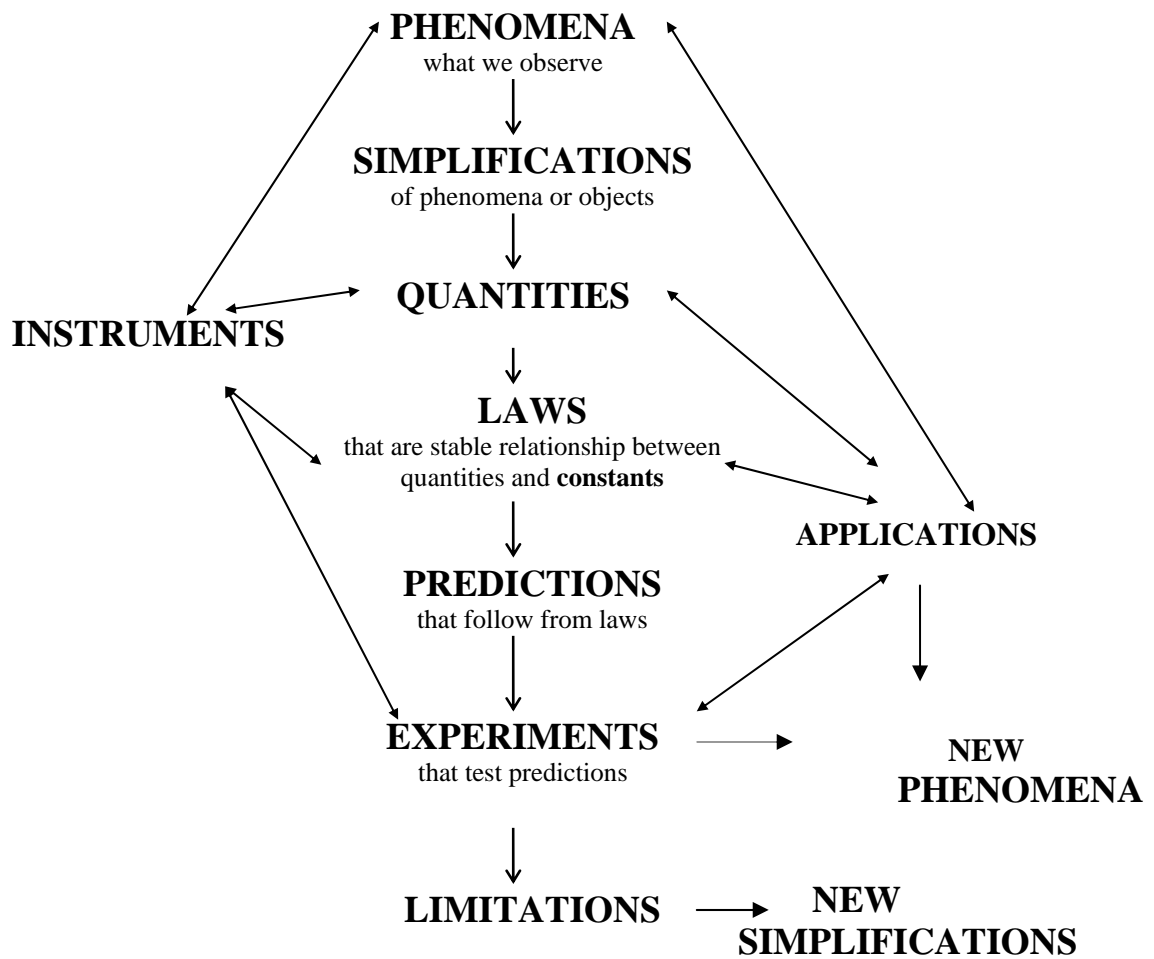 PHENOMENA
what we observe
SIMPLIFICATIONS
of phenomena or objects
QUANTITIES
INSTRUMENTS
LAWS
that are stable relationship between
quantities and constants
APPLICATIONS
PREDICTIONS
that follow from laws
EXPERIMENTS
that test predictions
NEW
PHENOMENA
LIMITATIONS
NEW
SIMPLIFICATIONS